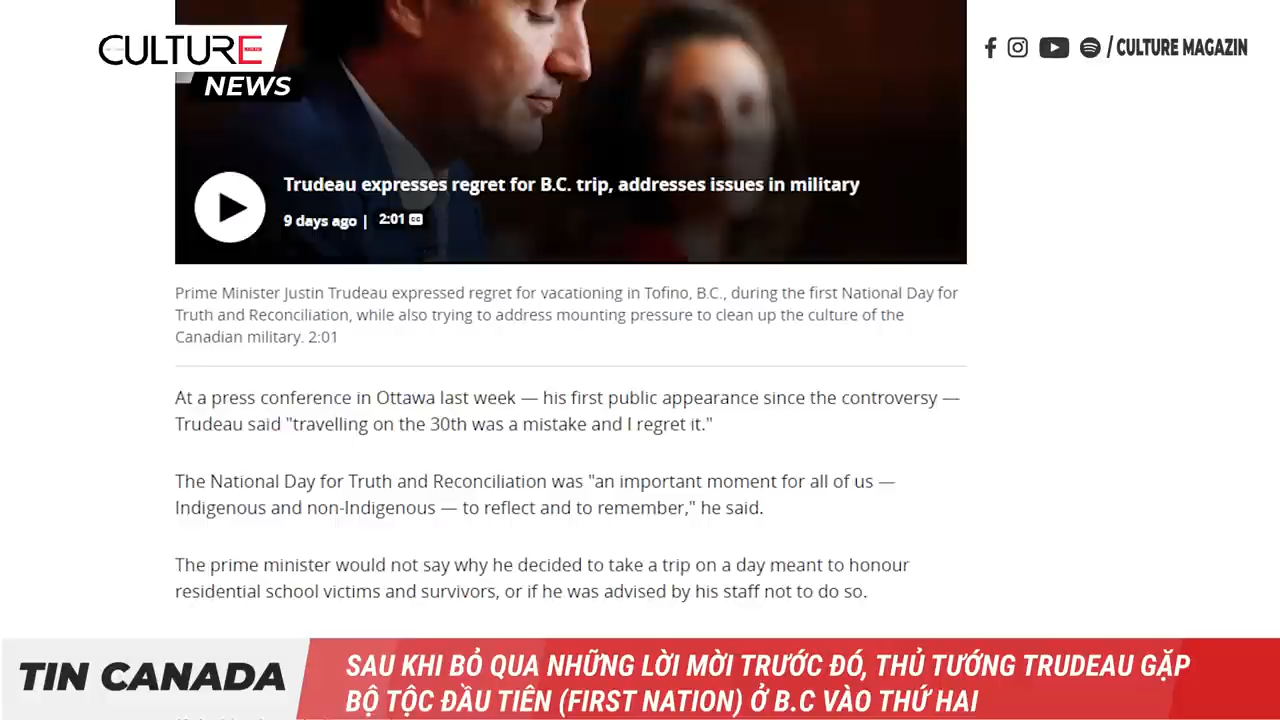 CULTURE
NEWS
/ CULTURE MAGAZIN
Trudeau expresses regret for B.C. trip, addresses issues in military
9 days ago | 2:01 CC
Prime Minister Justin Trudeau expressed regret for vacationing in Tofino, B.C., during the first National Day for
Truth and Reconciliation, while also trying to address mounting pressure to clean up the culture of the
Canadian military. 2:01
At a press conference in Ottawa last week — his first public appearance since the controversy —
Trudeau said "travelling on the 30th was a mistake and I regret it."
The National Day for Truth and Reconciliation was "an important moment for all of us —
Indigenous and non-Indigenous — to reflect and to remember," he said.
The prime minister would not say why he decided to take a trip on a day meant to honour
residential school victims and survivors, or if he was advised by his staff not to do so.
TIN CANADA
SAU KHI BỎ QUA NHỮNG LỜI MỜI TRƯỚC ĐÓ, THỦ TƯỚNG TRUDEAU GẶP
BỘ TỘC ĐẦU TIÊN (FIRST NATION) Ở B.C VÀO THỨ HAI